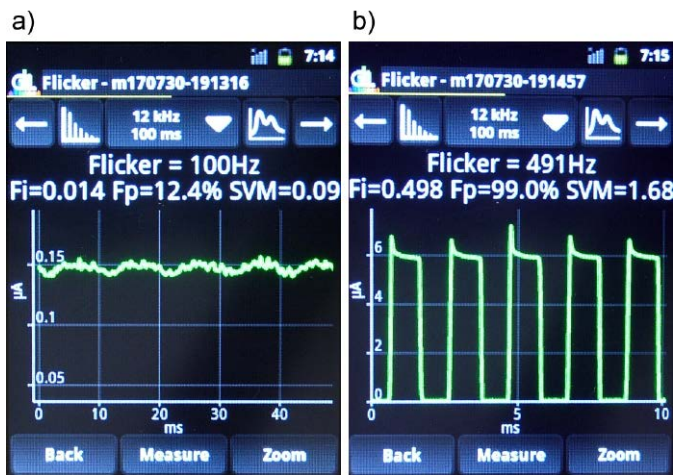 a)
7:14
Flicker - m170730-191316
12 kHz
100 ms
Flicker = 100Hz
Fi=0.014 Fp=12.4% SVM=0.09
0.15
µA
0.1
0.05
0 10 20 30 40
ms
Back Measure Zoom
b)
7:15
Flicker - m170730-191457
12 kHz
100 ms
Flicker = 491Hz
Fi=0.498 Fp=99.0% SVM=1.68
6
µA
4
2
0
0 5 10
ms
Back Measure Zoom